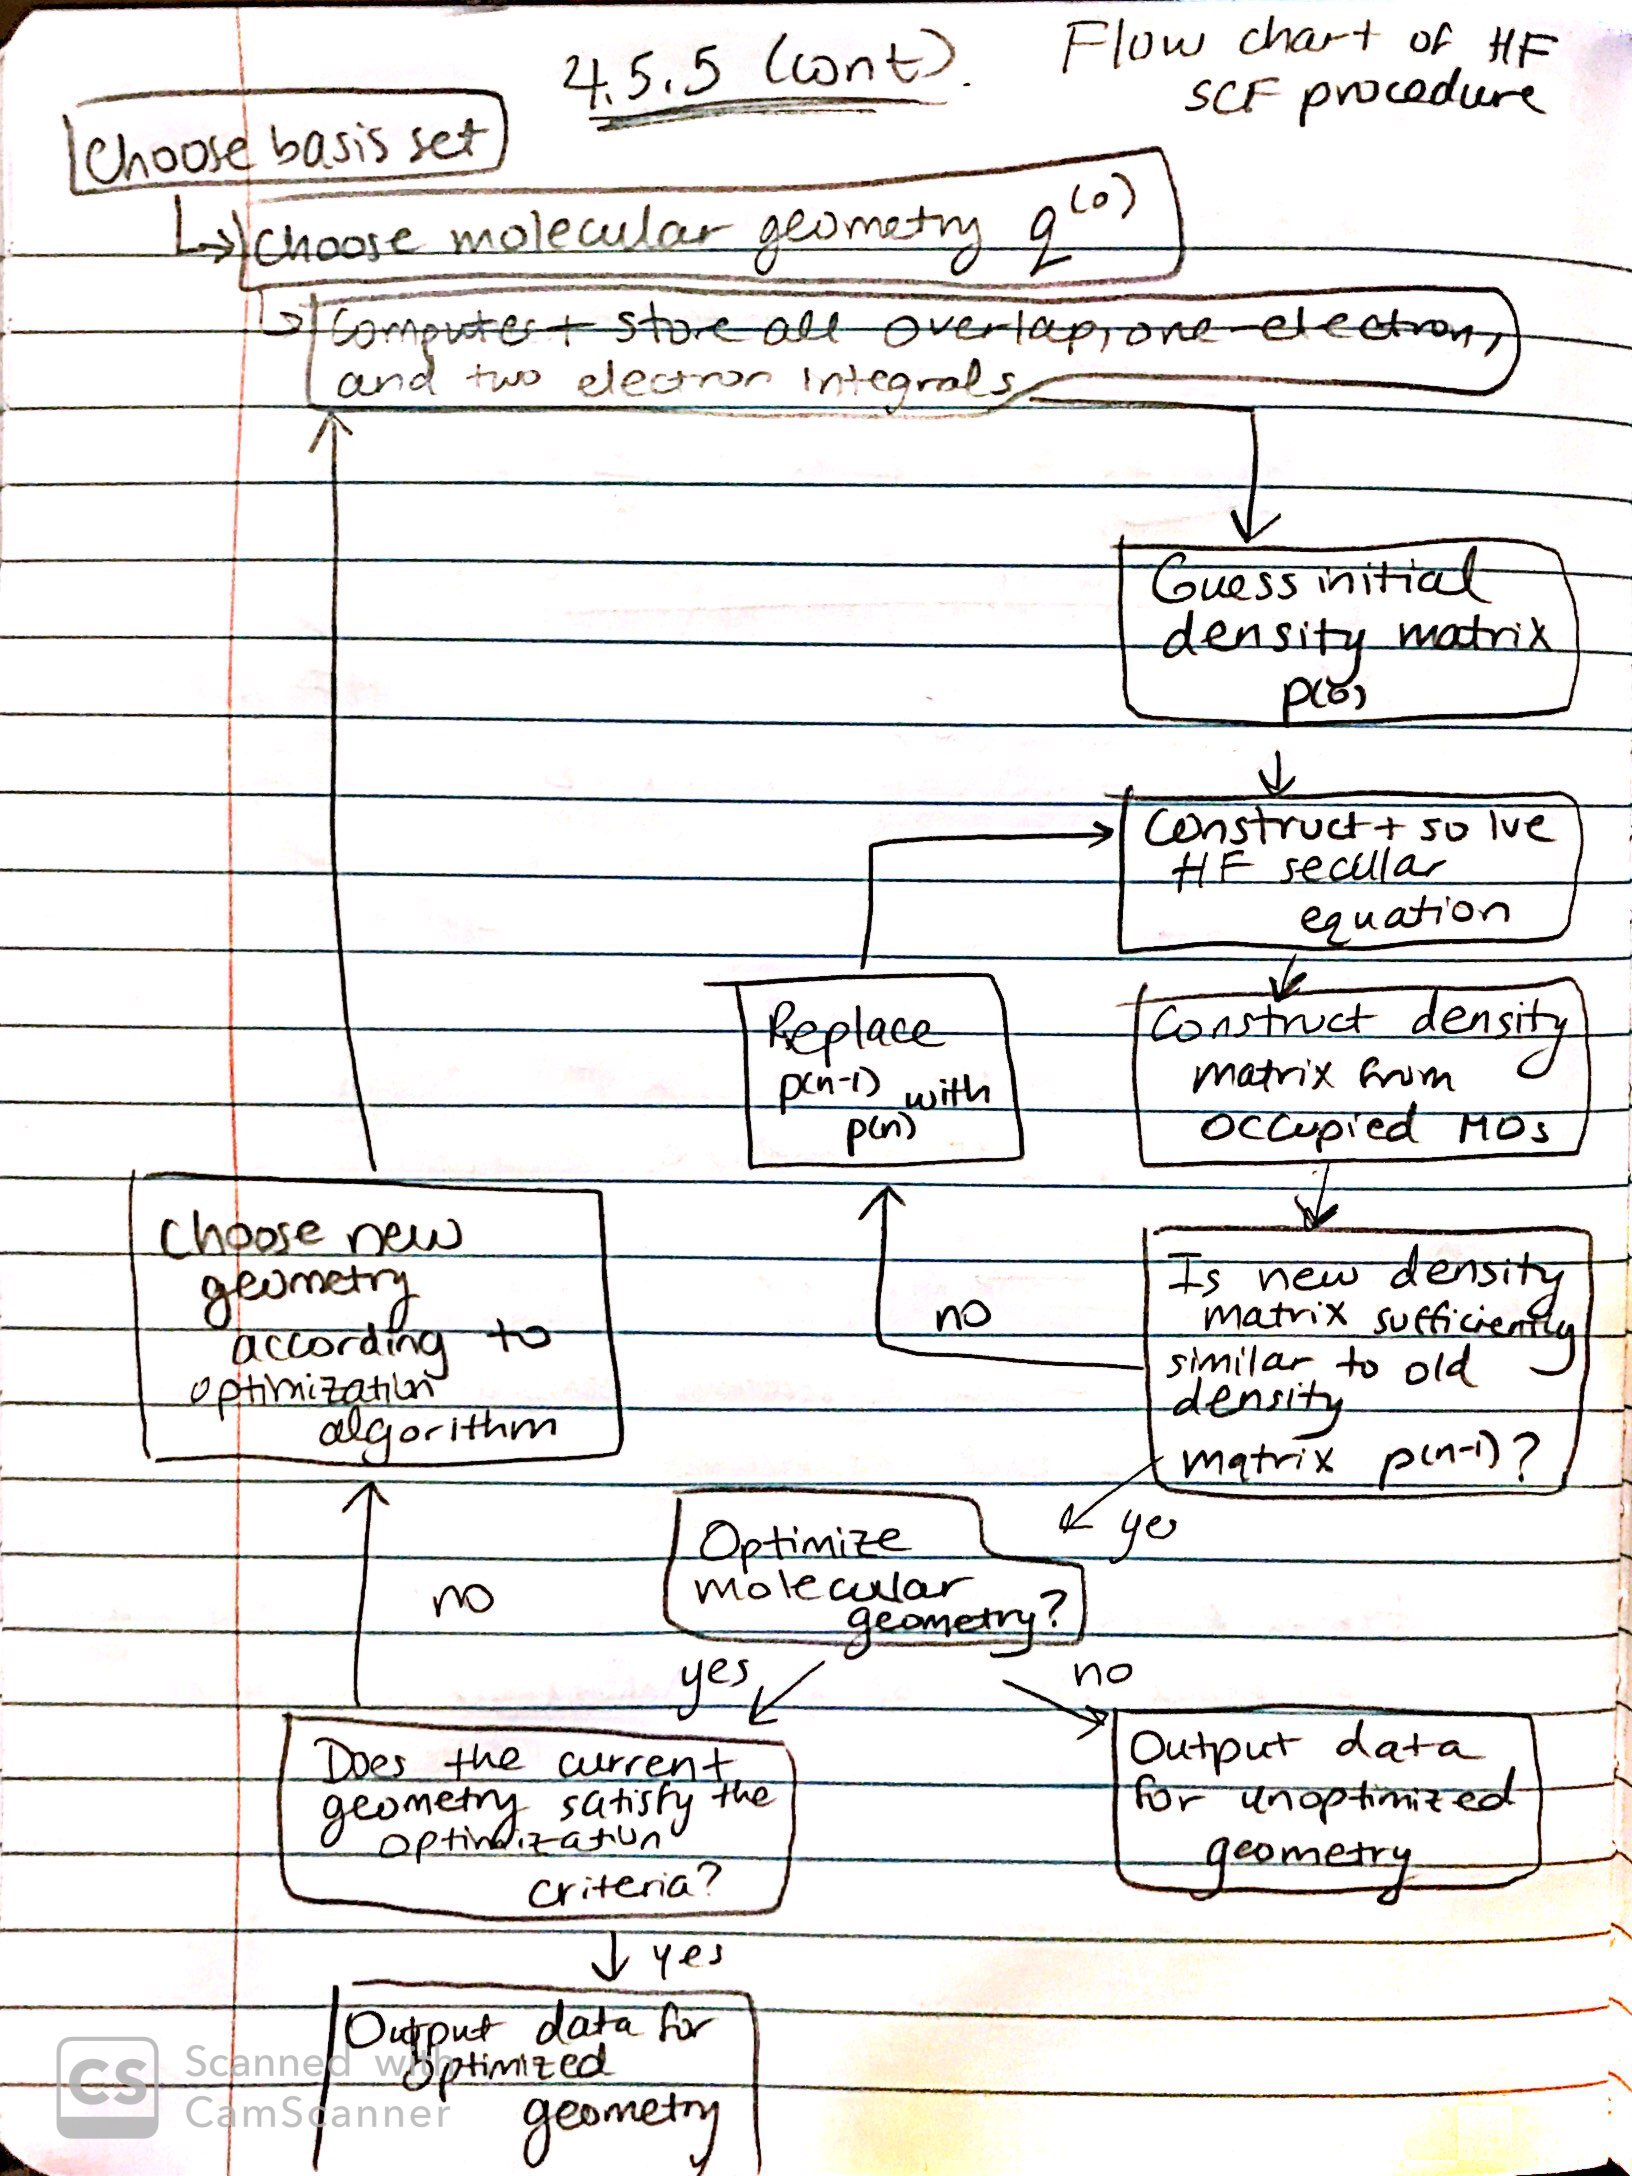 4.5.5 (cont).
Flow chart of HF
SCF procedure
Choose basis set
Choose molecular geometry q(0)
Computer + store all overlap, one-electron,
and two electron integrals
Guess initial
density matrix
p(0)
Construct + solve
HF secular
equation
Replace
p(n-1) with
p(n)
Construct density
matrix from
occupied MOs
Choose new
geometry
according to
optimization
algorithm
no
Is new density
matrix sufficiently
similar to old
density
matrix p(n-1)?
yes
Optimize
molecular
geometry?
no
yes
no
Does the current
geometry satisfy the
optimization
criteria?
Output data
for unoptimized
geometry
yes
Output data for
optimized
geometry
CS Scanned with
CamScanner